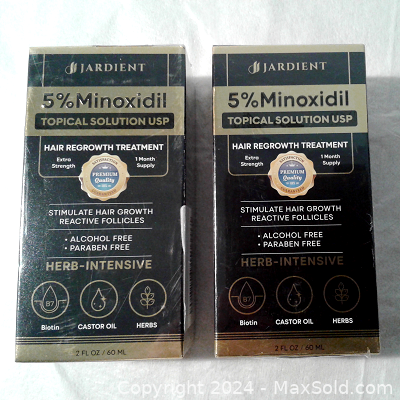 JARDIENT
5% Minoxidil
TOPICAL SOLUTION USP
HAIR REGROWTH TREATMENT
Extra Strength
1 Month Supply
SATISFACTION
PREMIUM
Quality
GUARANTEED
STIMULATE HAIR GROWTH
REACTIVE FOLLICLES
• ALCOHOL FREE
• PARABEN FREE
HERB-INTENSIVE
B7
Biotin CASTOR OIL HERBS
2 FL OZ / 60 ML
JARDIENT
5% Minoxidil
TOPICAL SOLUTION USP
HAIR REGROWTH TREATMENT
Extra Strength
1 Month Supply
SATISFACTION
PREMIUM
Quality
GUARANTEED
STIMULATE HAIR GROWTH
REACTIVE FOLLICLES
• ALCOHOL FREE
• PARABEN FREE
HERB-INTENSIVE
B7
Biotin CASTOR OIL HERBS
2 FL OZ / 60 ML
Copyright 2024 - MaxSold.com